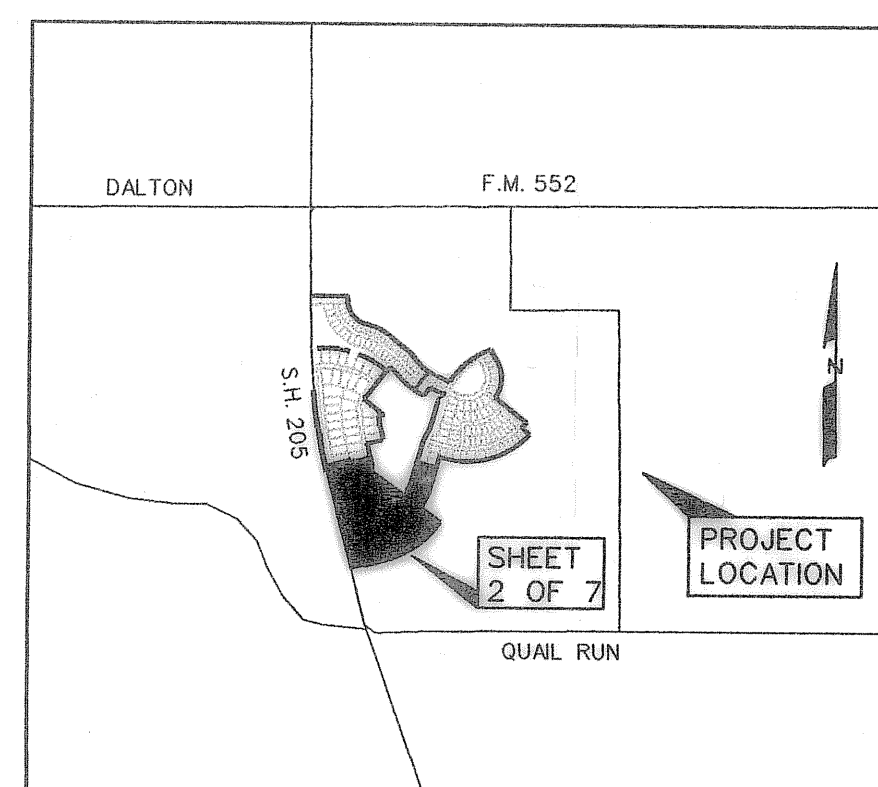 DALTON
F.M. 552
S.H. 205
N
SHEET
2 OF 7
PROJECT
LOCATION
QUAIL RUN